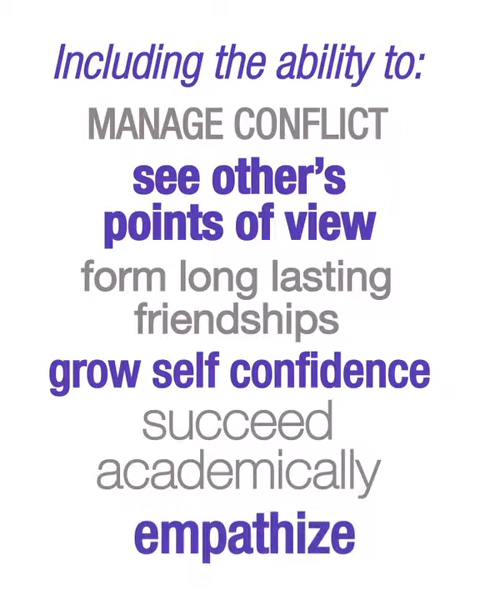 Including the ability to:
MANAGE CONFLICT
see other's
points of view
form long lasting
friendships
grow self confidence
succeed
academically
empathize